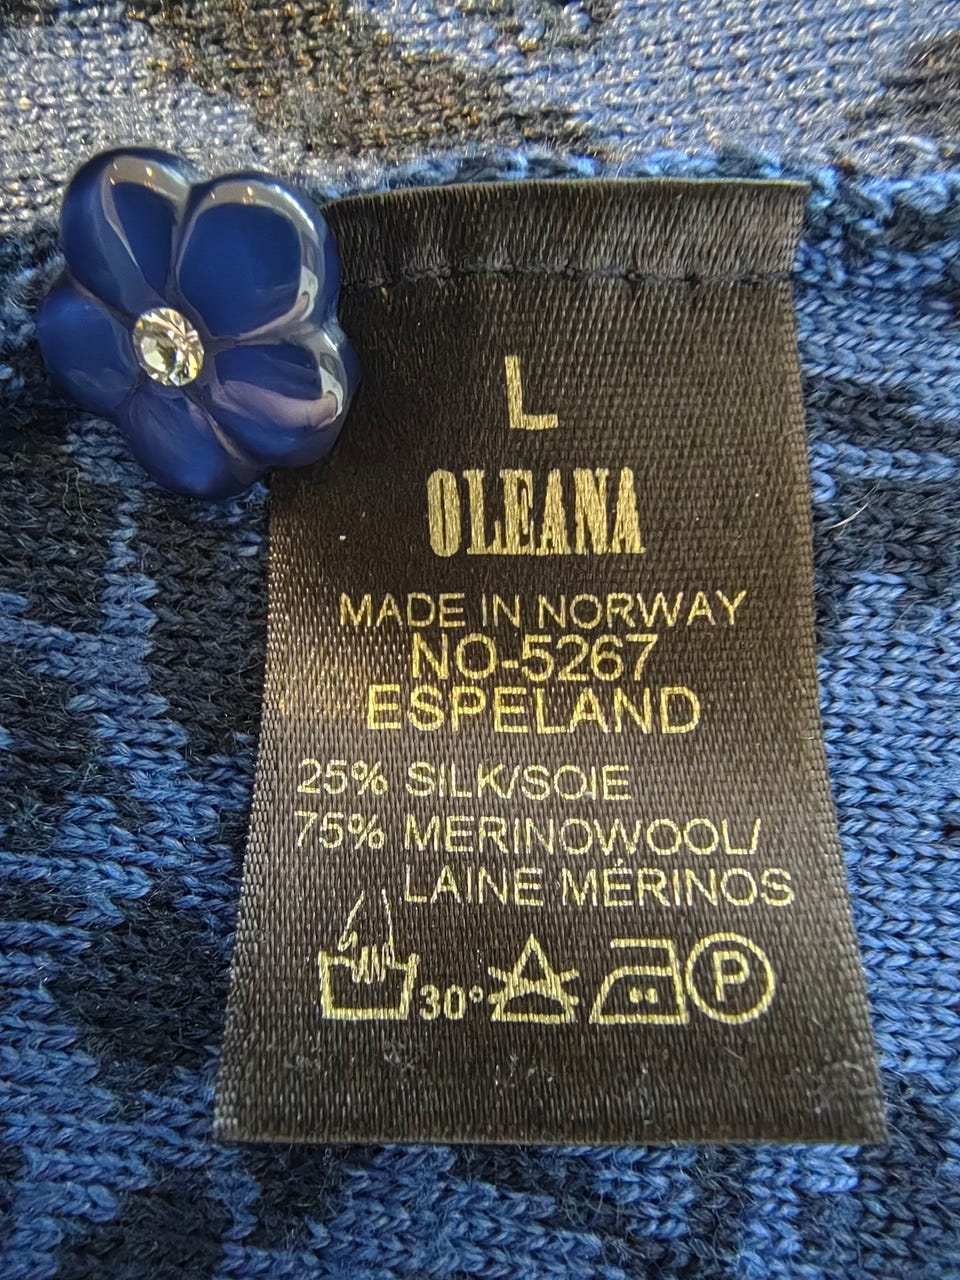 L
OLEANA
MADE IN NORWAY
NO-5267
ESPELAND
25% SILK/SOIE
75% MERINOWOOL/
LAINE MÉRINOS
30° P